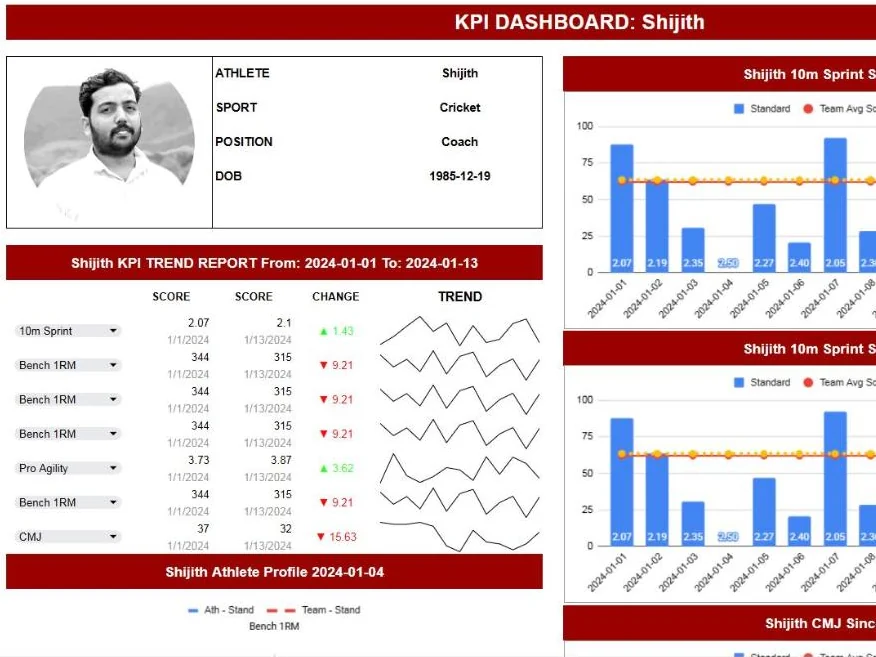 KPI DASHBOARD: Shijith
ATHLETE Shijith
SPORT Cricket
POSITION Coach
DOB 1985-12-19
Shijith KPI TREND REPORT From: 2024-01-01 To: 2024-01-13
SCORE SCORE CHANGE TREND
10m Sprint 2.07 2.1 ▲ 1.43
1/1/2024 1/13/2024
Bench 1RM 344 315 ▼ 9.21
1/1/2024 1/13/2024
Bench 1RM 344 315 ▼ 9.21
1/1/2024 1/13/2024
Bench 1RM 344 315 ▼ 9.21
1/1/2024 1/13/2024
Pro Agility 3.73 3.87 ▲ 3.62
1/1/2024 1/13/2024
Bench 1RM 344 315 ▼ 9.21
1/1/2024 1/13/2024
CMJ 37 32 ▼ 15.63
1/1/2024 1/13/2024
Shijith Athlete Profile 2024-01-04
Ath - Stand Team - Stand
Bench 1RM
Shijith 10m Sprint S
Standard Team Avg Sc
100
75
50
25
0
2.07 2.19 2.35 2.50 2.27 2.40 2.05 2.3
2024-01-01 2024-01-02 2024-01-03 2024-01-04 2024-01-05 2024-01-06 2024-01-07 2024-01-08
Shijith 10m Sprint S
Standard Team Avg Sc
100
75
50
25
0
2.07 2.19 2.35 2.50 2.27 2.40 2.05 2.3
2024-01-01 2024-01-02 2024-01-03 2024-01-04 2024-01-05 2024-01-06 2024-01-07 2024-01-08
Shijith CMJ Sinc
Standard Team Avg Sc